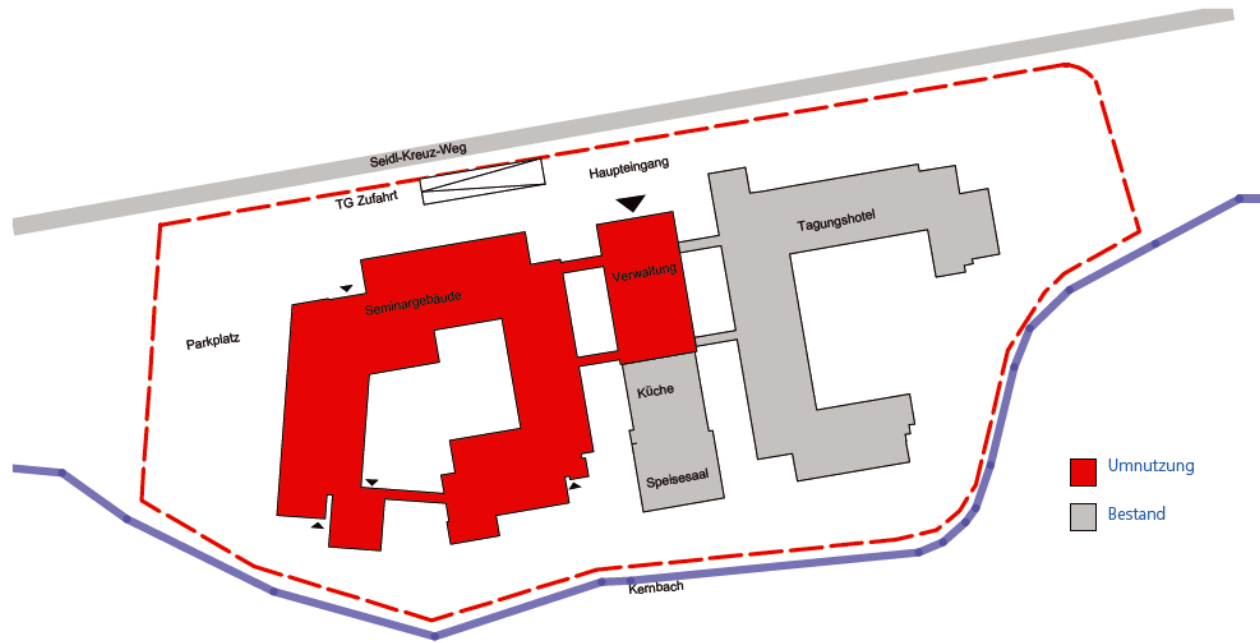 Seidl-Kreuz-Weg
Haupteingang
TG Zufahrt
Tagungshotel
Verwaltung
Seminargebäude
Parkplatz
Küche
Speisesaal
Umnutzung
Bestand
Kembach